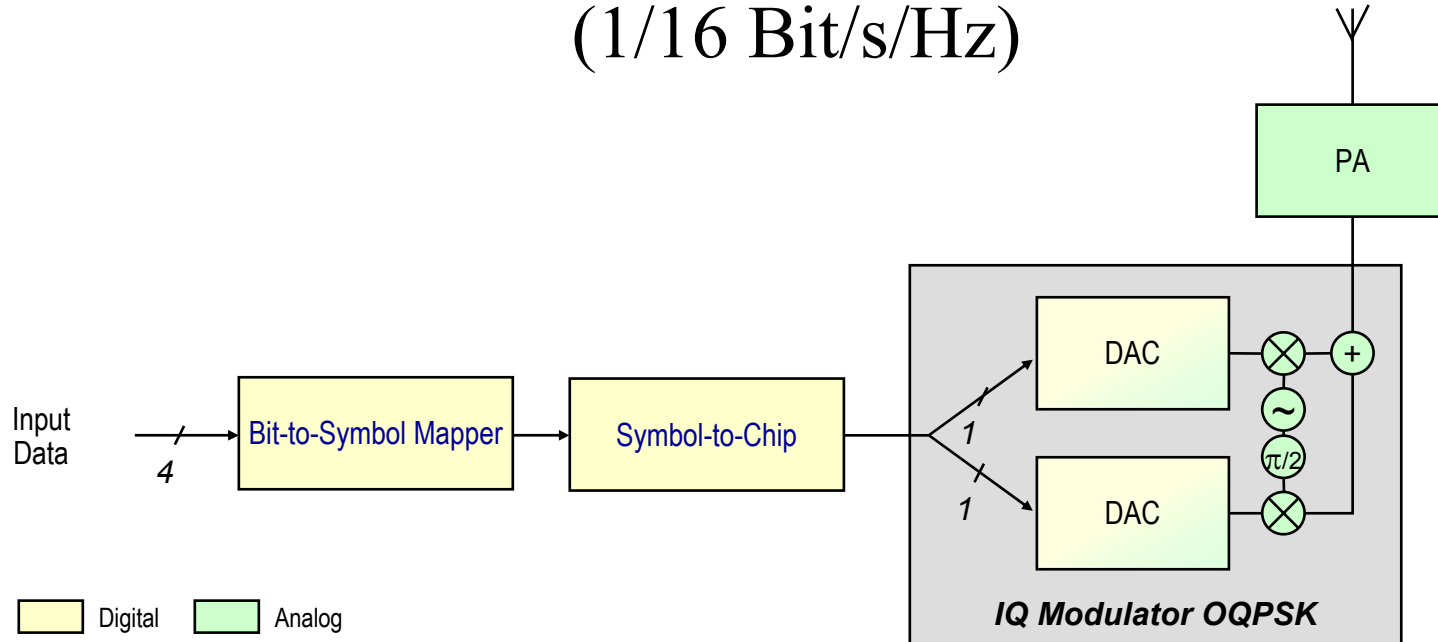 (1/16 Bit/s/Hz)
PA
DAC
+
~
Input
Data
4
Bit-to-Symbol Mapper
Symbol-to-Chip
1
π/2
1
DAC
Digital
Analog
IQ Modulator OQPSK